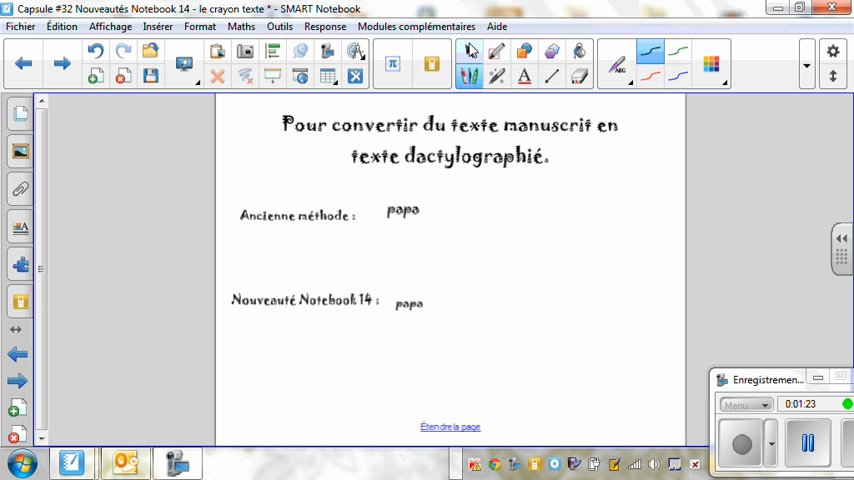 Capsule #32 Nouveautés Notebook 14 - le crayon texte * - SMART Notebook
Fichier Édition Affichage Insérer Format Maths Outils Response Modules complémentaires Aide
Pour convertir du texte manuscrit en
texte dactylographié.
Ancienne méthode : papa
Nouveauté Notebook 14 : papa
Étendre la page
Enregistremen...
Menu 0:01:23